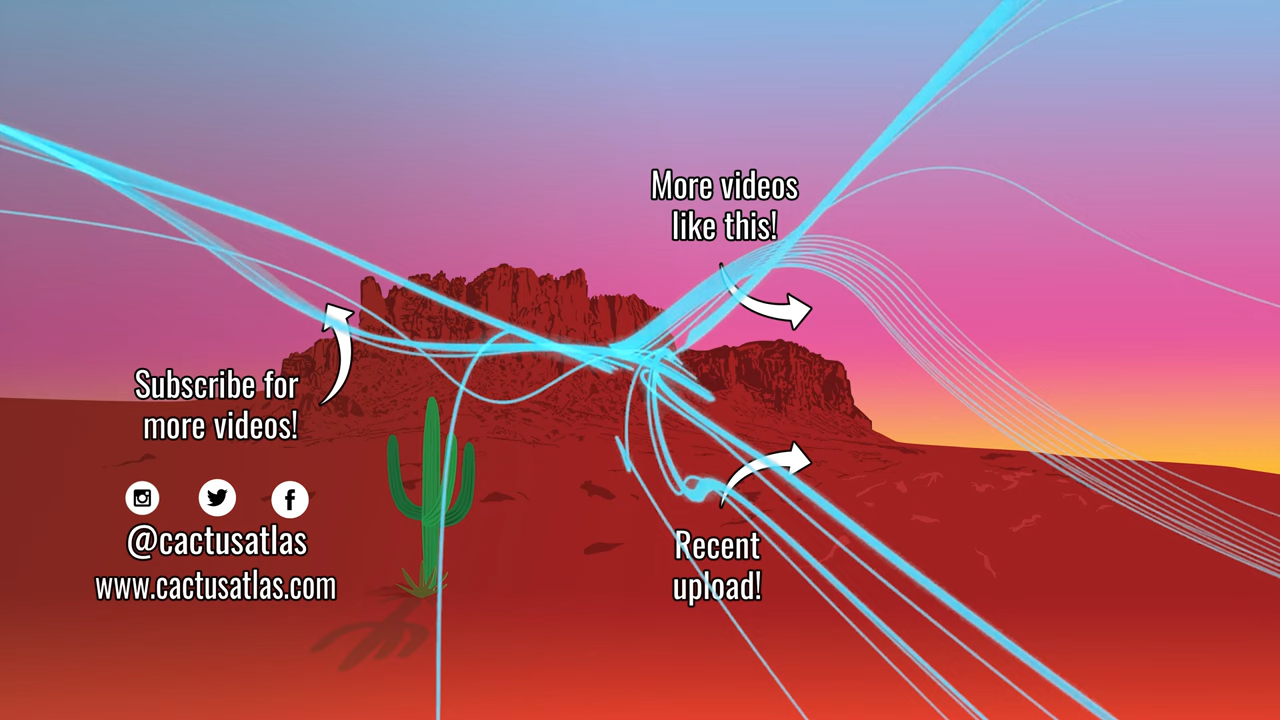 More videos
like this!
Subscribe for
more videos!
@cactusatlas
www.cactusatlas.com
Recent
upload!